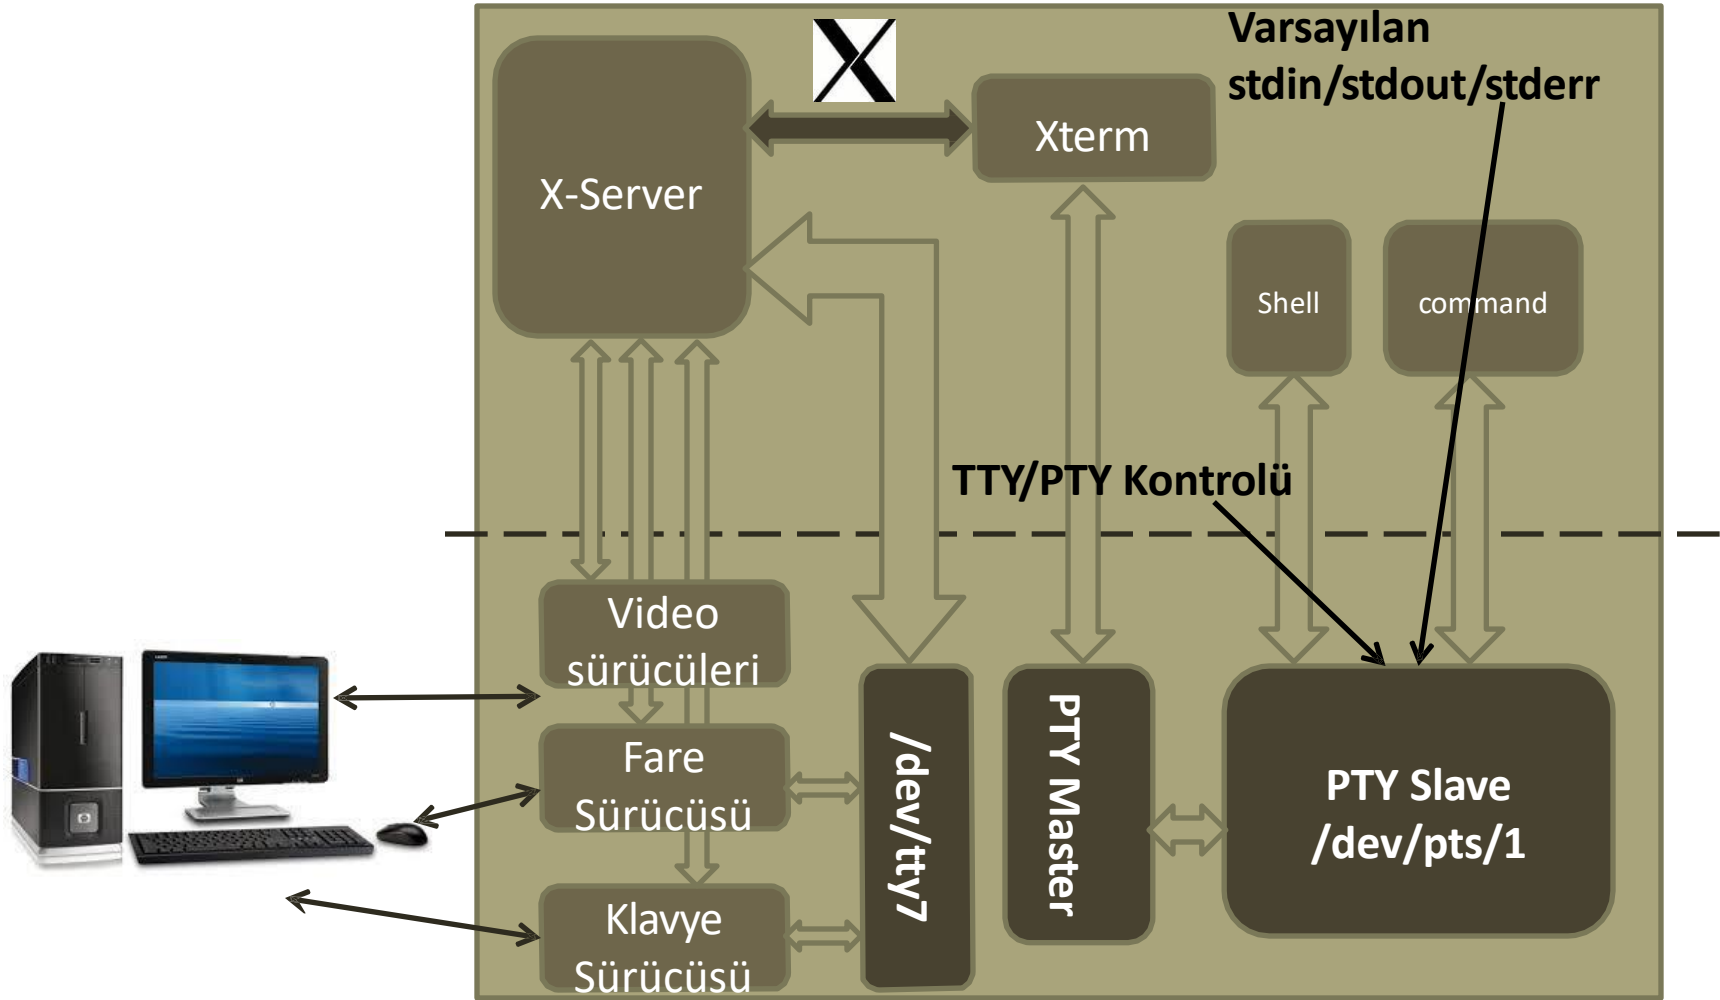 Varsayılan
stdin/stdout/stderr
X
Xterm
X-Server
Shell
command
TTY/PTY Kontrolü
Video
sürücüleri
Fare
Sürücüsü
Klavye
Sürücüsü
/dev/tty7
PTY Master
PTY Slave
/dev/pts/1